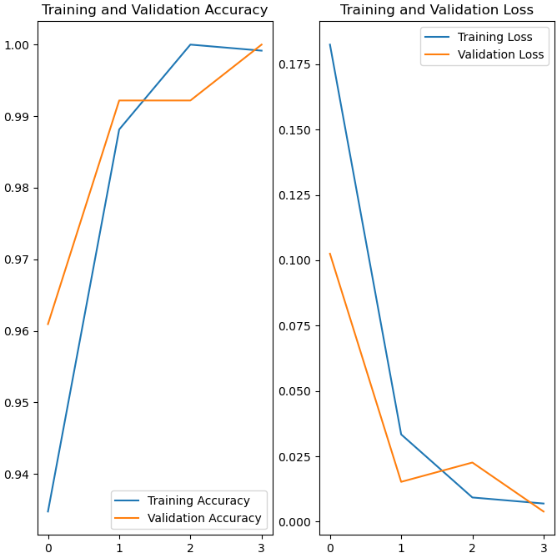 Training and Validation Accuracy
1.00
0.99
0.98
0.97
0.96
0.95
0.94
0 1 2 3
Training Accuracy
Validation Accuracy
Training and Validation Loss
0.175
0.150
0.125
0.100
0.075
0.050
0.025
0.000
0 1 2 3
Training Loss
Validation Loss